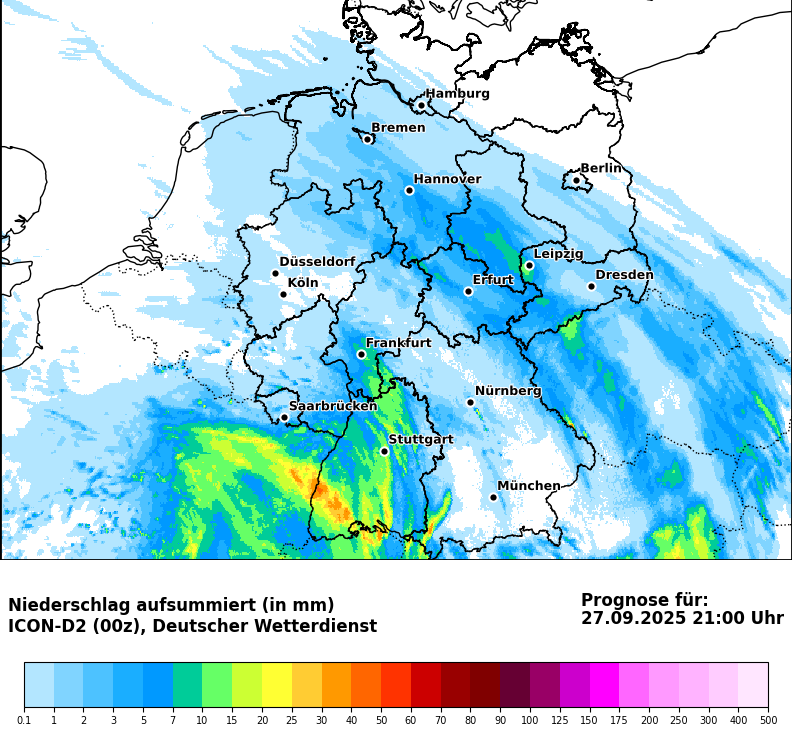 Hamburg
Bremen
Berlin
Hannover
Leipzig
Düsseldorf
Dresden
Köln
Erfurt
Frankfurt
Nürnberg
Saarbrücken
Stuttgart
München
Niederschlag aufsummiert (in mm)
ICON-D2 (00z), Deutscher Wetterdienst
Prognose für:
27.09.2025 21:00 Uhr
0.1 1 2 3 5 7 10 15 20 25 30 40 50 60 70 80 90 100 125 150 175 200 250 300 400 500